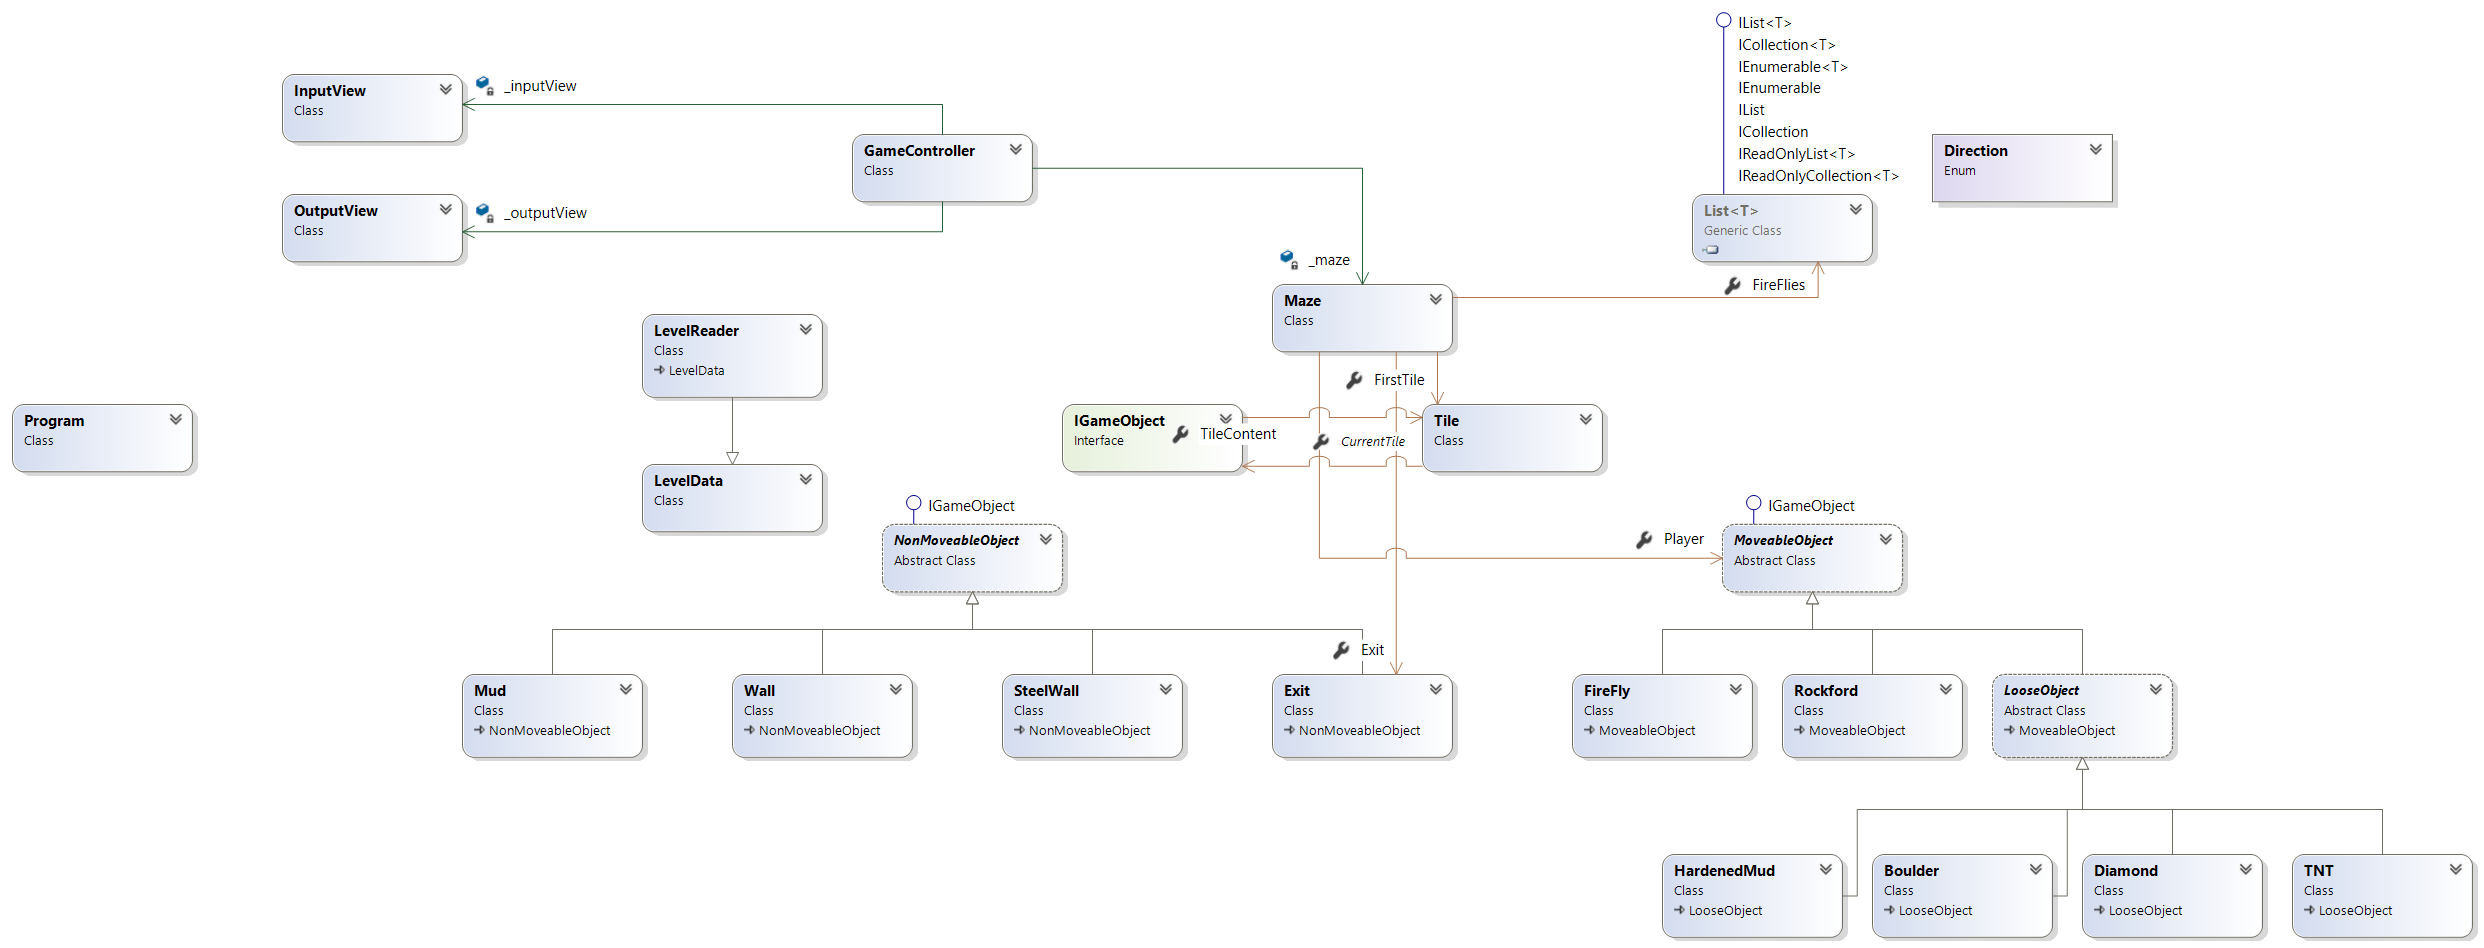 IList<T>
ICollection<T>
IEnumerable<T>
IEnumerable
IList
ICollection
IReadOnlyList<T>
IReadOnlyCollection<T>
InputView
Class
_inputView
GameController
Class
Direction
Enum
OutputView
Class
_outputView
List<T>
Generic Class
_maze
FireFlies
Maze
Class
LevelReader
Class
LevelData
FirstTile
Program
Class
IGameObject
Interface
TileContent
CurrentTile
Tile
Class
LevelData
Class
IGameObject
NonMoveableObject
Abstract Class
IGameObject
Player
MoveableObject
Abstract Class
Exit
Mud
Class
NonMoveableObject
Wall
Class
NonMoveableObject
SteelWall
Class
NonMoveableObject
Exit
Class
NonMoveableObject
FireFly
Class
MoveableObject
Rockford
Class
MoveableObject
LooseObject
Abstract Class
MoveableObject
HardenedMud
Class
LooseObject
Boulder
Class
LooseObject
Diamond
Class
LooseObject
TNT
Class
LooseObject